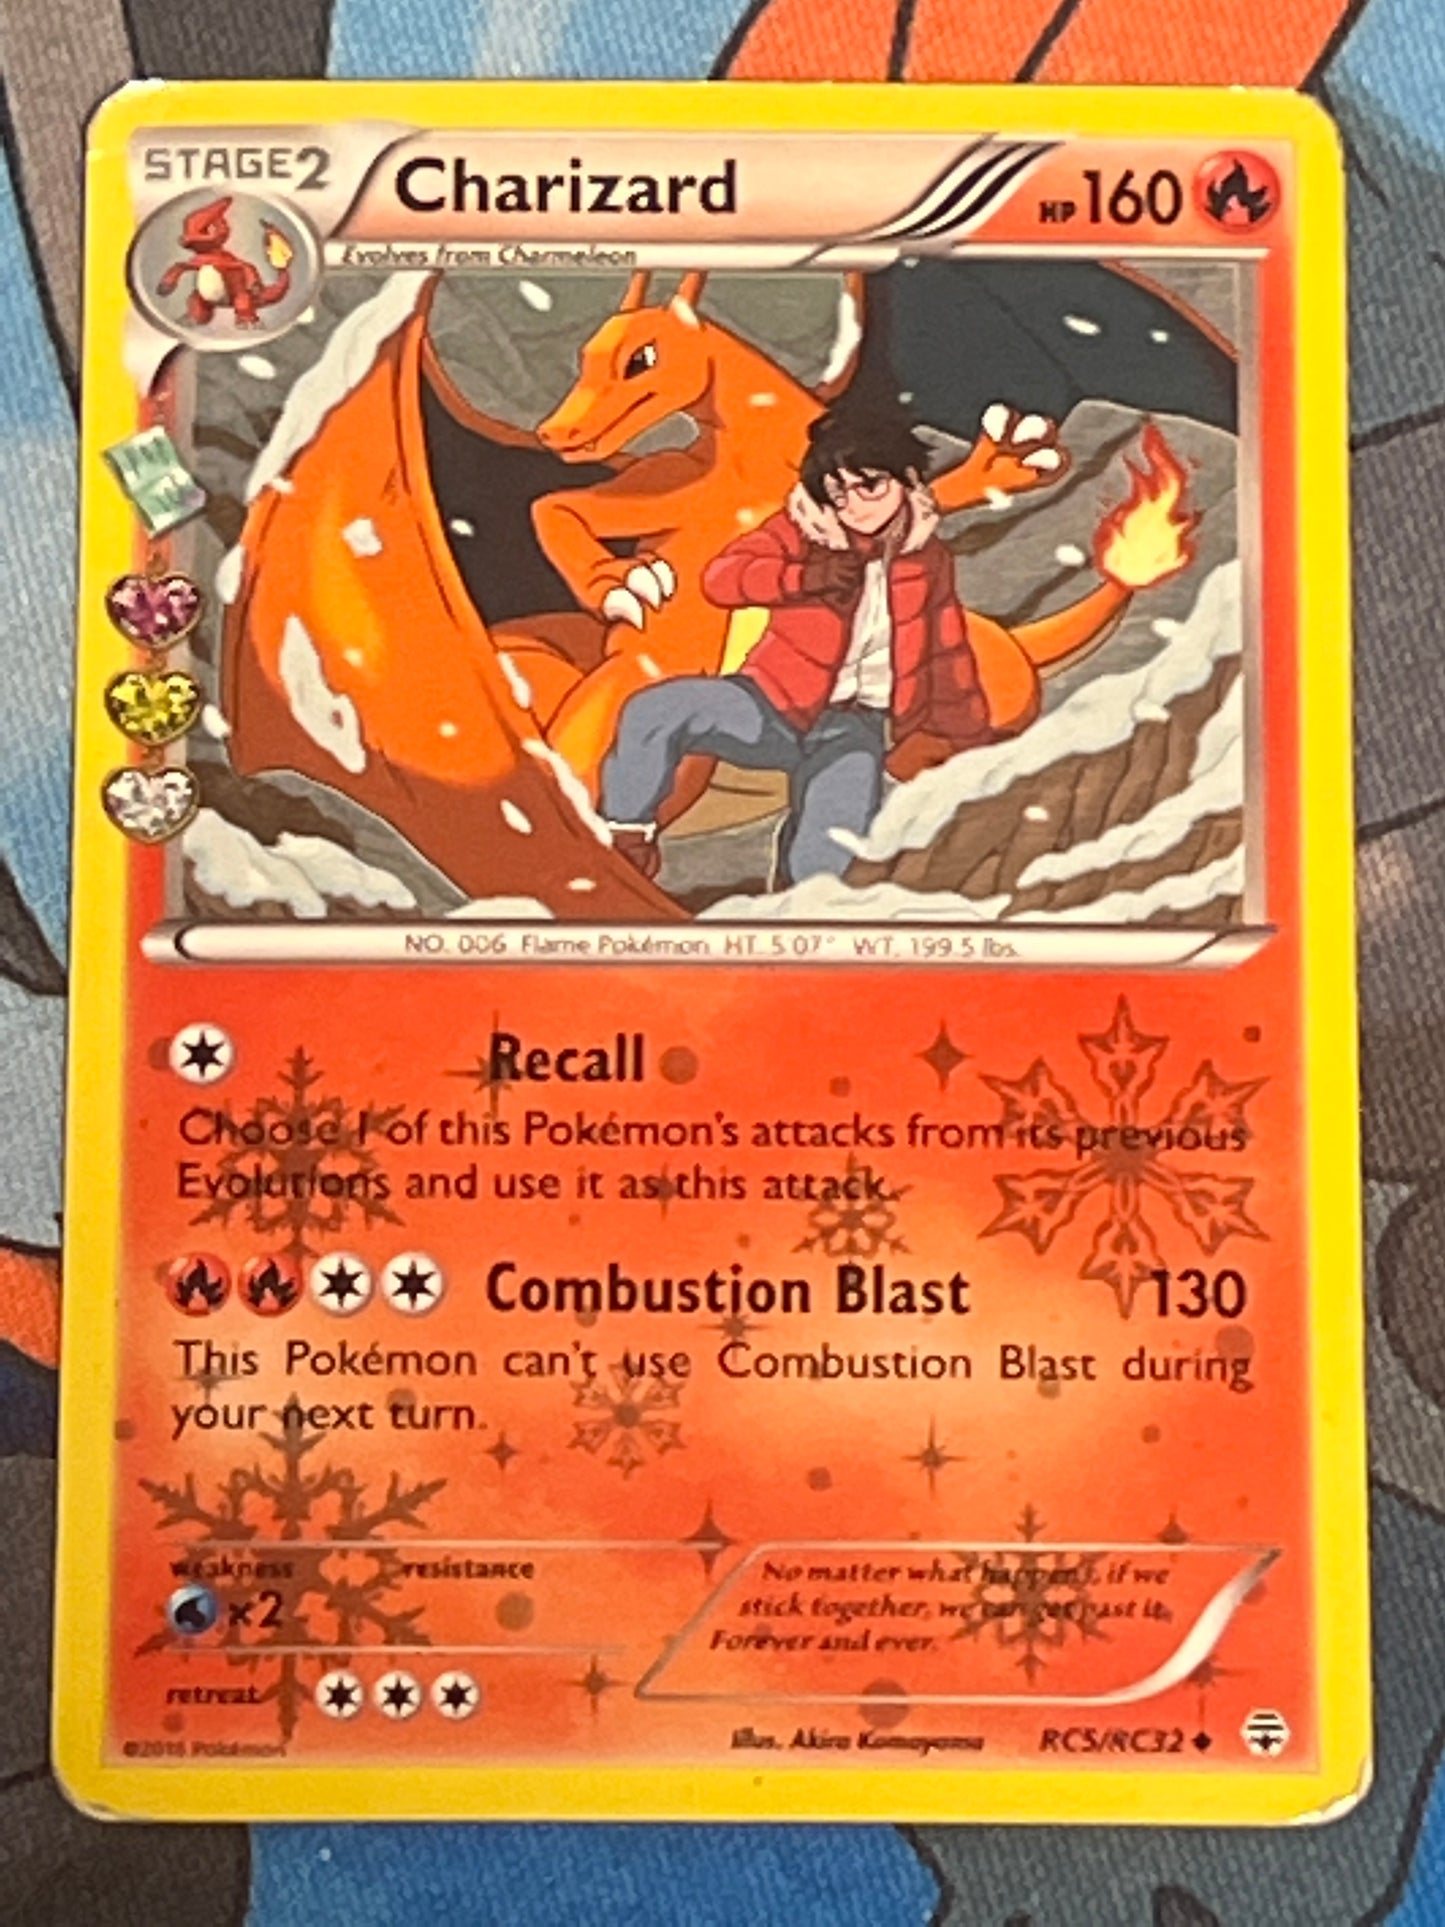 STAGE2
Charizard
HP 160
Evolves from Charmeleon
NO. 006 Flame Pokémon HT. 5'07" WT. 199.5 lbs.
Recall
Choose 1 of this Pokémon's attacks from its previous
Evolutions and use it as this attack.
Combustion Blast 130
This Pokémon can't use Combustion Blast during
your next turn.
weakness resistance
×2
No matter what happens, if we
stick together, we can get past it.
Forever and ever.
retreat
Illus. Akira Komayama RC5/RC32
©2016 Pokémon